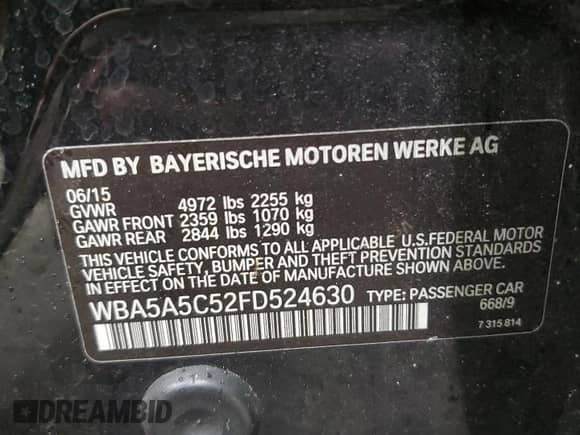 MFD BY BAYERISCHE MOTOREN WERKE AG
06/15
GVWR 4972 lbs 2255 kg
GAWR FRONT 2359 lbs 1070 kg
GAWR REAR 2844 lbs 1290 kg
THIS VEHICLE CONFORMS TO ALL APPLICABLE U.S.FEDERAL MOTOR
VEHICLE SAFETY, BUMPER AND THEFT PREVENTION STANDARDS
IN EFFECT ON THE DATE OF MANUFACTURE SHOWN ABOVE.
WBA5A5C52FD524630 TYPE: PASSENGER CAR
668/9
7 315 814
DREAMBID